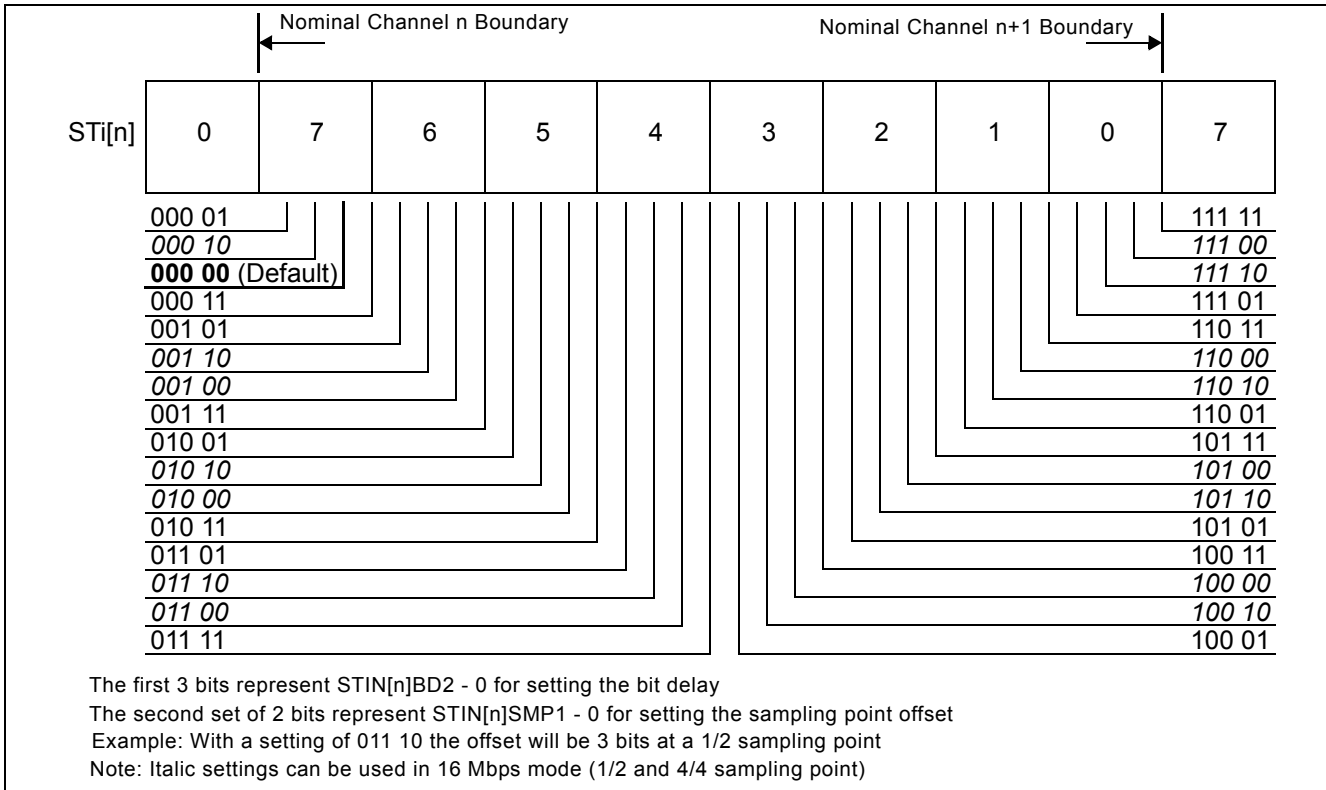 Nominal Channel n Boundary
Nominal Channel n+1 Boundary
STi[n] 0 7 6 5 4 3 2 1 0 7
000 01 111 11
000 10 111 00
000 00 (Default) 111 10
000 11 111 01
001 01 110 11
001 10 110 00
001 00 110 10
001 11 110 01
010 01 101 11
010 10 101 00
010 00 101 10
010 11 101 01
011 01 100 11
011 10 100 00
011 00 100 10
011 11 100 01
The first 3 bits represent STIN[n]BD2 - 0 for setting the bit delay
The second set of 2 bits represent STIN[n]SMP1 - 0 for setting the sampling point offset
Example: With a setting of 011 10 the offset will be 3 bits at a 1/2 sampling point
Note: Italic settings can be used in 16 Mbps mode (1/2 and 4/4 sampling point)